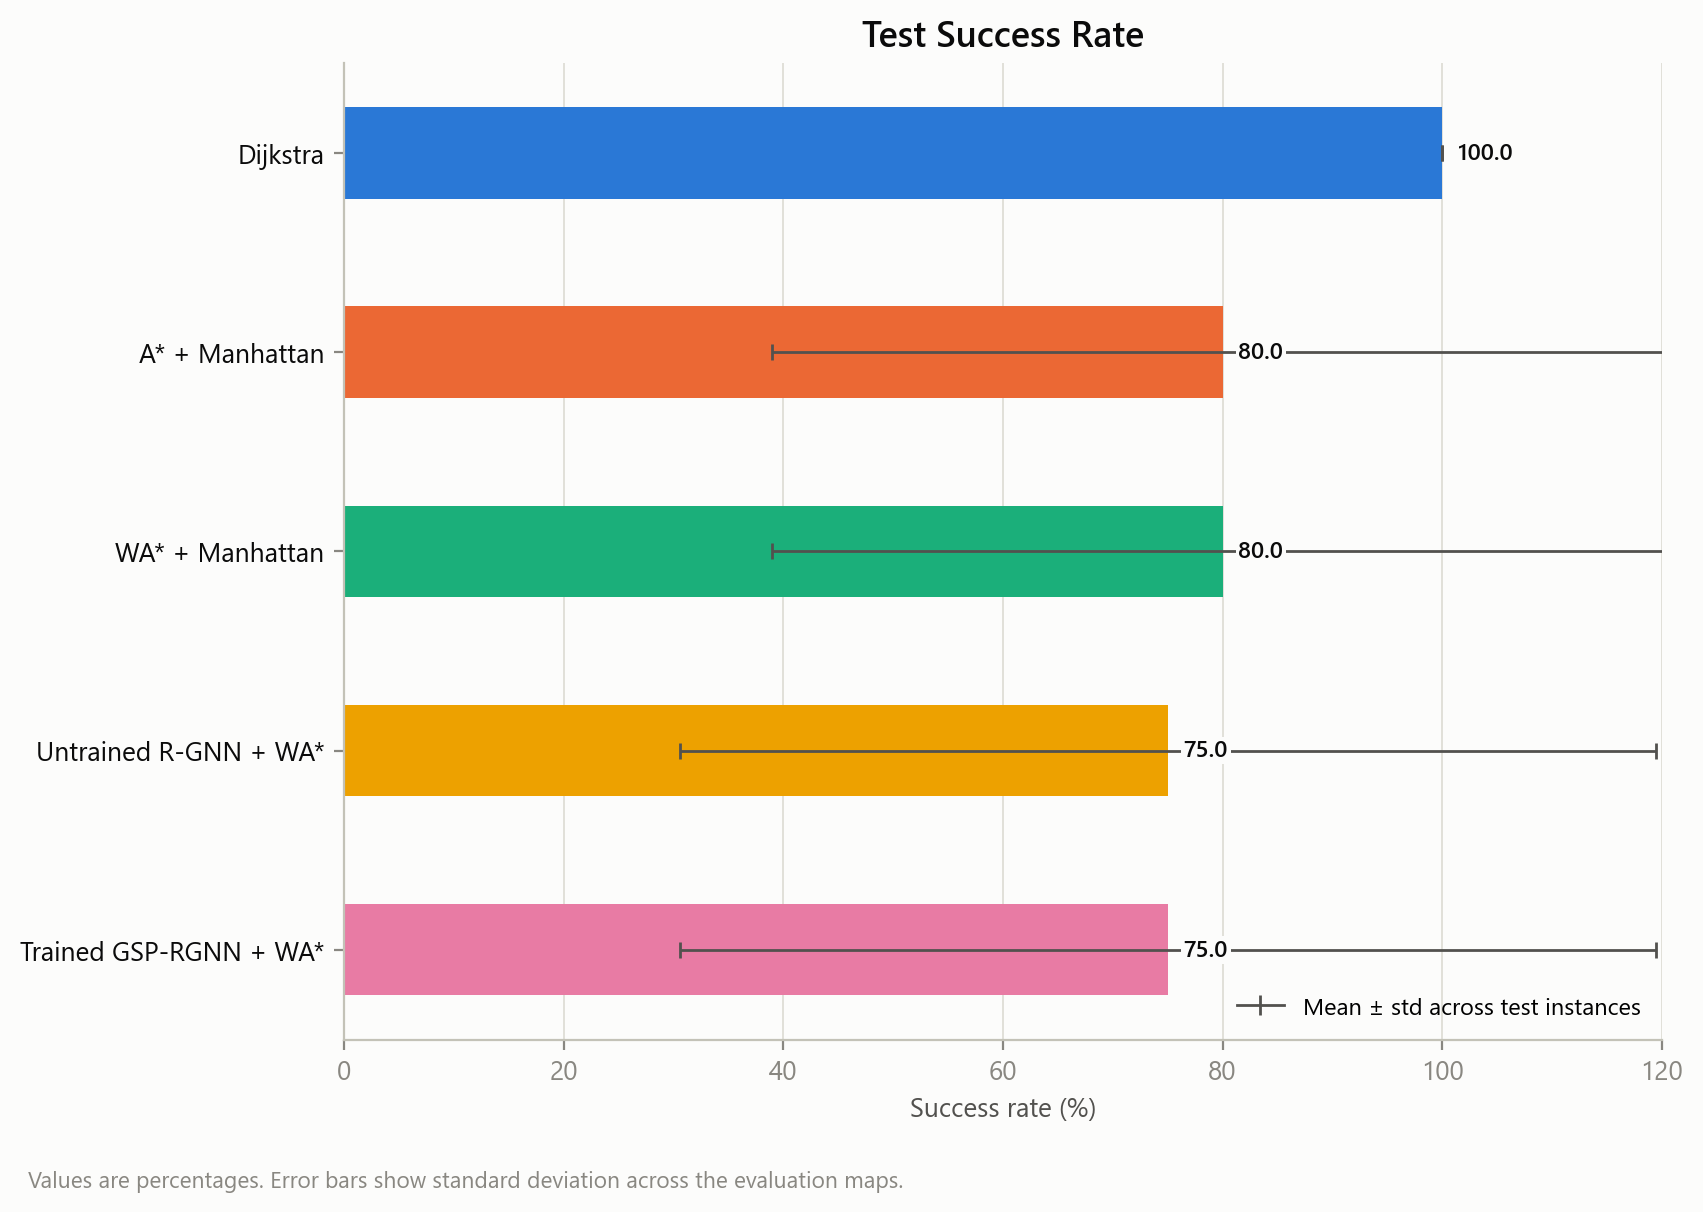 Test Success Rate
Dijkstra
100.0
A* + Manhattan
80.0
WA* + Manhattan
80.0
Untrained R-GNN + WA*
75.0
Trained GSP-RGNN + WA*
75.0
Mean ± std across test instances
0 20 40 60 80 100 120
Success rate (%)
Values are percentages. Error bars show standard deviation across the evaluation maps.